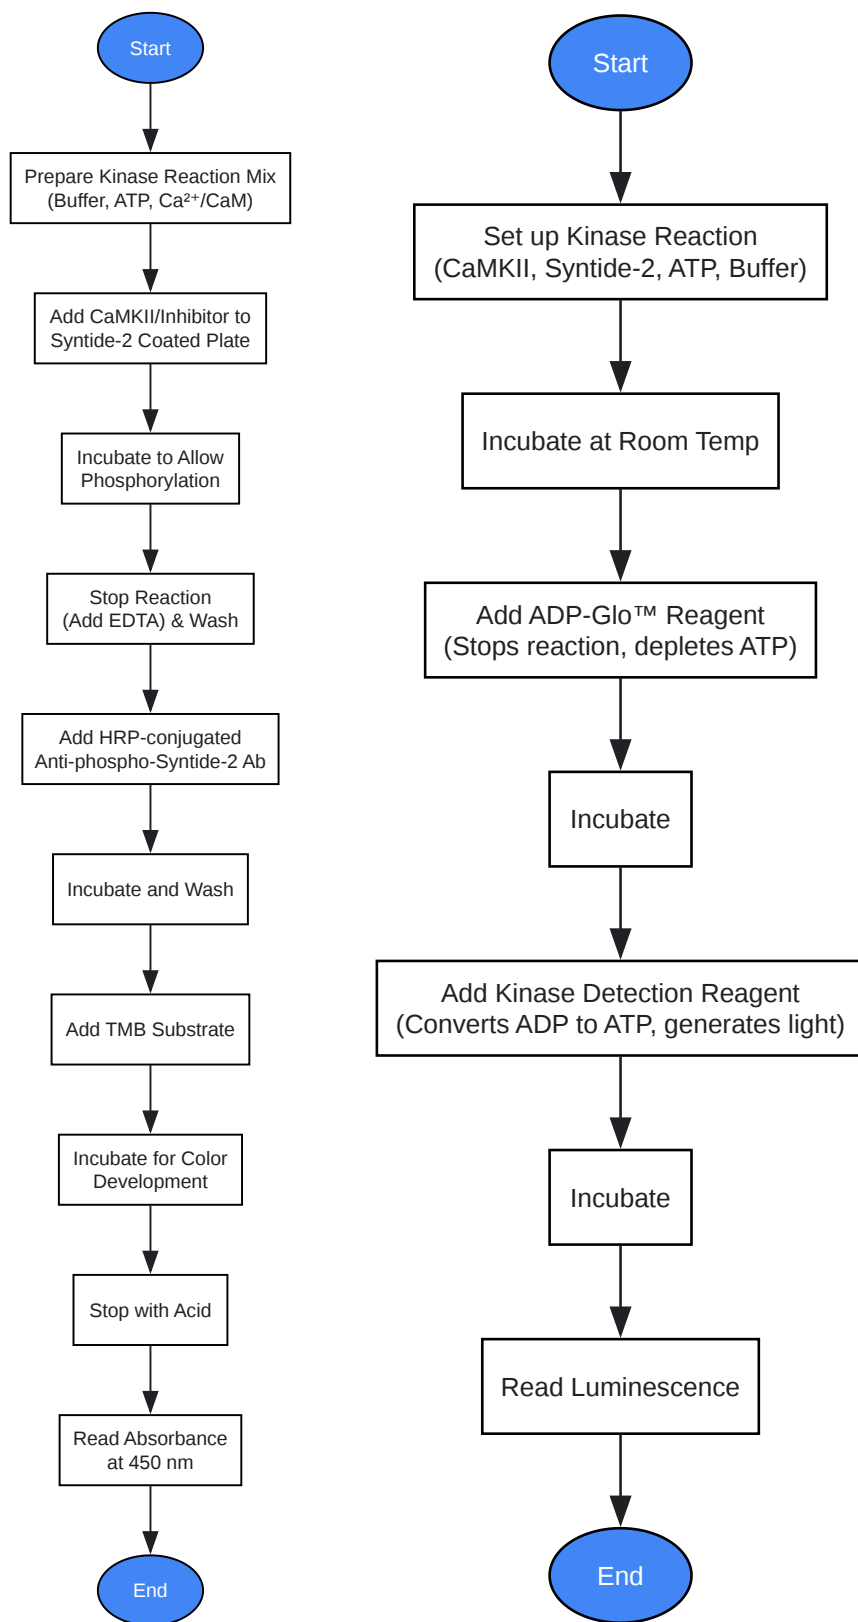 Start
Prepare Kinase Reaction Mix
(Buffer, ATP, Ca²⁺/CaM)
Add CaMKII/Inhibitor to
Syntide-2 Coated Plate
Incubate to Allow
Phosphorylation
Stop Reaction
(Add EDTA) & Wash
Add HRP-conjugated
Anti-phospho-Syntide-2 Ab
Incubate and Wash
Add TMB Substrate
Incubate for Color
Development
Stop with Acid
Read Absorbance
at 450 nm
End
Start
Set up Kinase Reaction
(CaMKII, Syntide-2, ATP, Buffer)
Incubate at Room Temp
Add ADP-Glo™ Reagent
(Stops reaction, depletes ATP)
Incubate
Add Kinase Detection Reagent
(Converts ADP to ATP, generates light)
Incubate
Read Luminescence
End